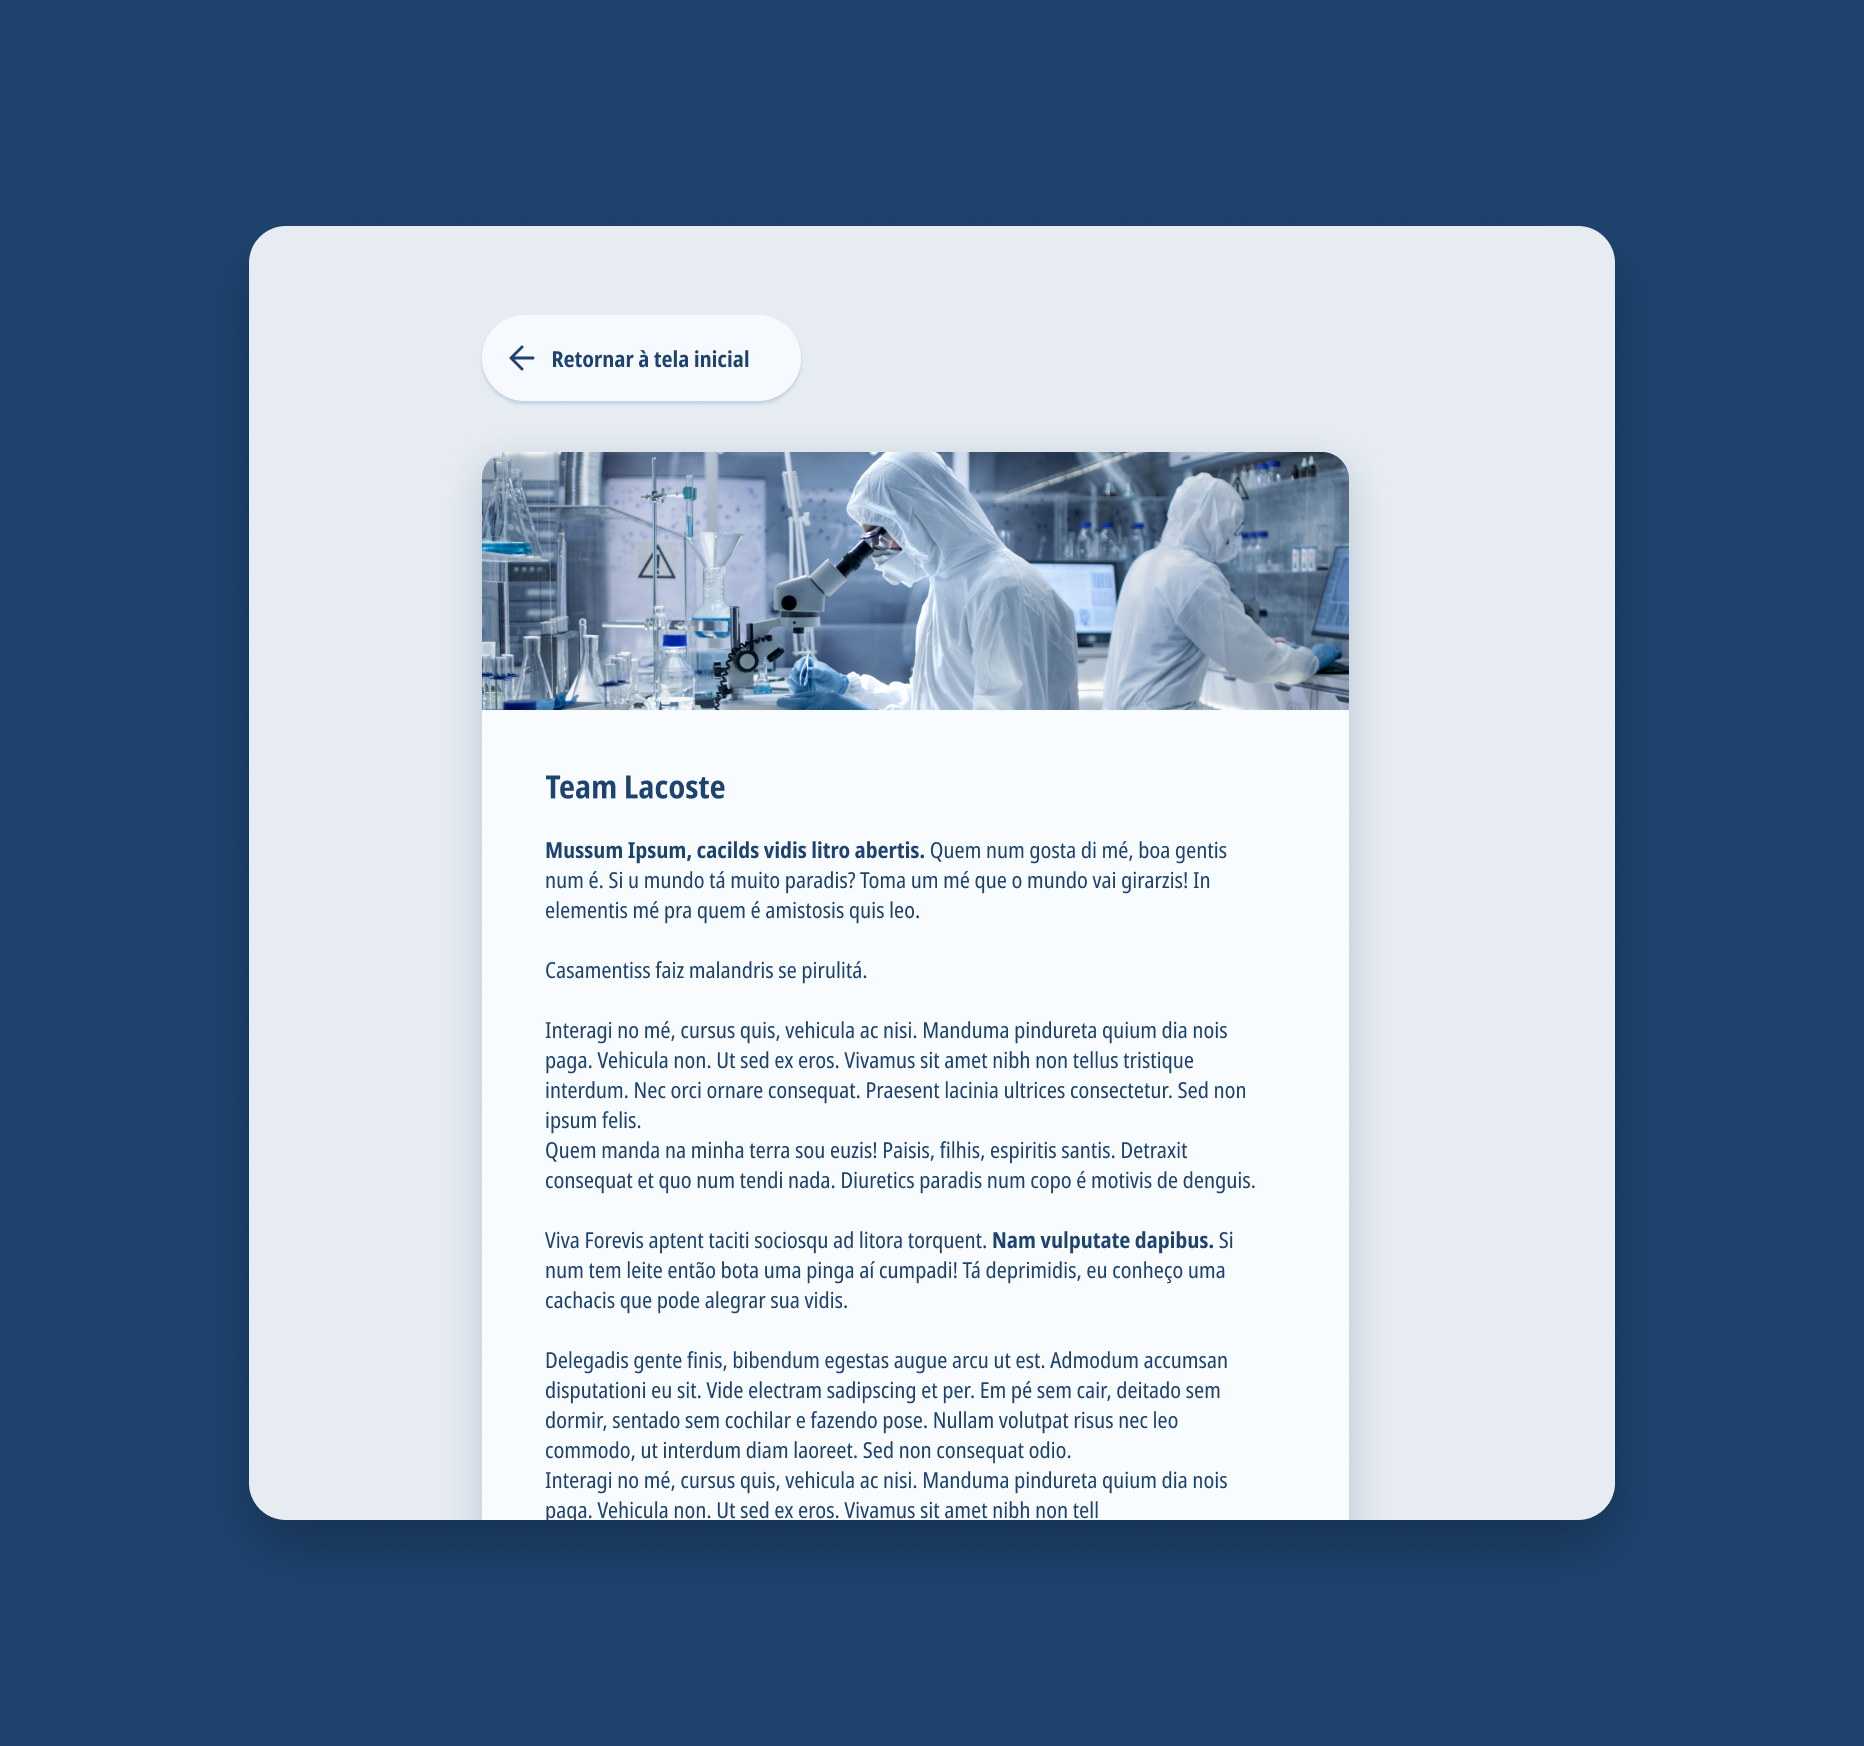 Retornar à tela inicial
Team Lacoste
Mussum Ipsum, cacilds vidis litro abertis. Quem num gosta di mé, boa gentis
num é. Si u mundo tá muito paradis? Toma um mé que o mundo vai girarzis! In
elementis mé pra quem é amistosis quis leo.
Casamentiss faiz malandris se pirulitá.
Interagi no mé, cursus quis, vehicula ac nisi. Manduma pindureta quium dia nois
paga. Vehicula non. Ut sed ex eros. Vivamus sit amet nibh non tellus tristique
interdum. Nec orci ornare consequat. Praesent lacinia ultrices consectetur. Sed non
ipsum felis.
Quem manda na minha terra sou euzis! Paisis, filhis, espiritis santis. Detraxit
consequat et quo num tendi nada. Diuretics paradis num copo é motivis de denguis.
Viva Forevis aptent taciti sociosqu ad litora torquent. Nam vulputate dapibus. Si
num tem leite então bota uma pinga aí cumpadi! Tá deprimidis, eu conheço uma
cachacis que pode alegrar sua vidis.
Delegadis gente finis, bibendum egestas augue arcu ut est. Admodum accumsan
disputationi eu sit. Vide electram sadipscing et per. Em pé sem cair, deitado sem
dormir, sentado sem cochilar e fazendo pose. Nullam volutpat risus nec leo
commodo, ut interdum diam laoreet. Sed non consequat odio.
Interagi no mé, cursus quis, vehicula ac nisi. Manduma pindureta quium dia nois
paga. Vehicula non. Ut sed ex eros. Vivamus sit amet nibh non tell